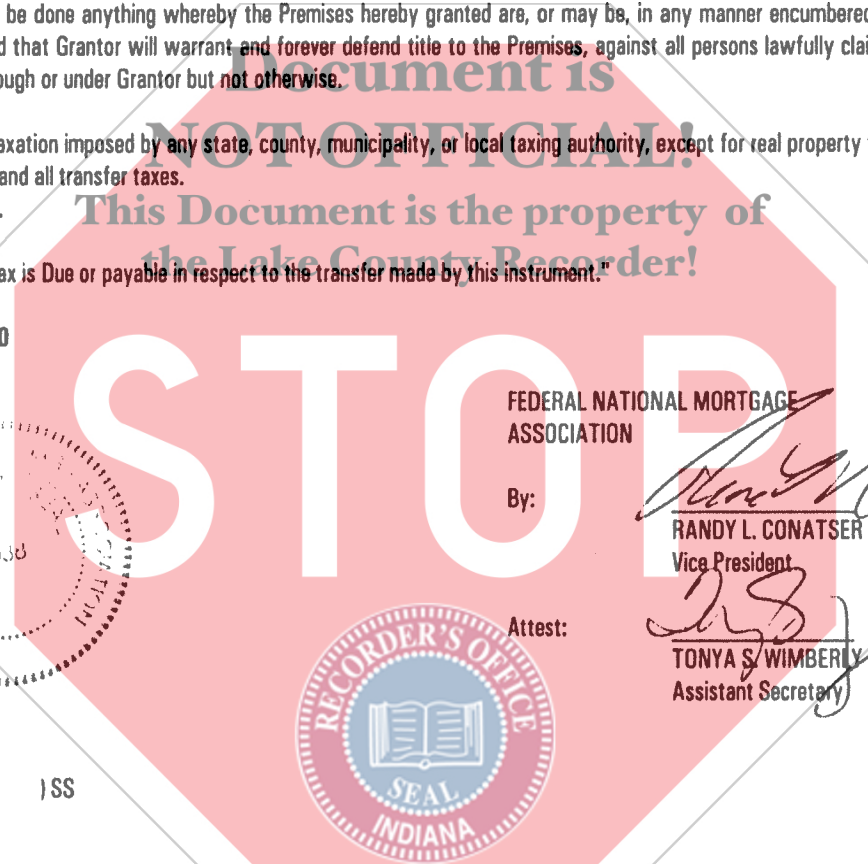 be done anything whereby the Premises hereby granted are, or may be, in any manner encumbered
d that Grantor will warrant and forever defend title to the Premises, against all persons lawfully clai
ough or under Grantor but not otherwise.
Document is
NOT OFFICIAL!
axation imposed by any state, county, municipality, or local taxing authority, except for real property
and all transfer taxes.
This Document is the property of
the Lake County Recorder!
ax is Due or payable in respect to the transfer made by this instrument."
0
STOP
FEDERAL NATIONAL MORTGAGE
ASSOCIATION
By:
RANDY L. CONATSER
Vice President
Attest:
TONYA S. WIMBERLY
Assistant Secretary
RECORDER'S OFFICE
SEAL
INDIANA
) SS